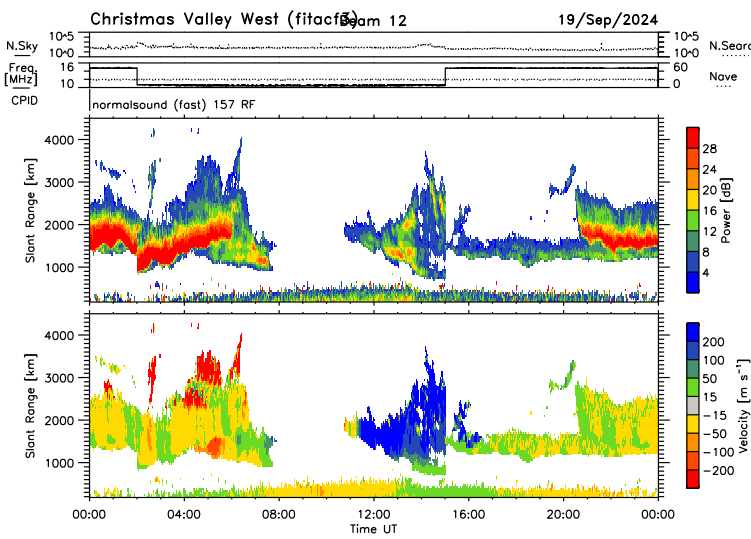 Christmas Valley West (fitacf3) Beam 12 19/Sep/2024
N.Sky 10^5 10^0 10^5 10^0 N.Searc
Freq [MHz] 16 10 60 0 Nave
CPID normalsound (fast) 157 RF
Slant Range [km] 4000 3000 2000 1000
28 24 20 16 12 8 4 Power [dB]
Slant Range [km] 4000 3000 2000 1000
200 100 50 15 −15 −50 −100 −200 Velocity [m s⁻¹]
00:00 04:00 08:00 12:00 16:00 20:00 00:00
Time UT